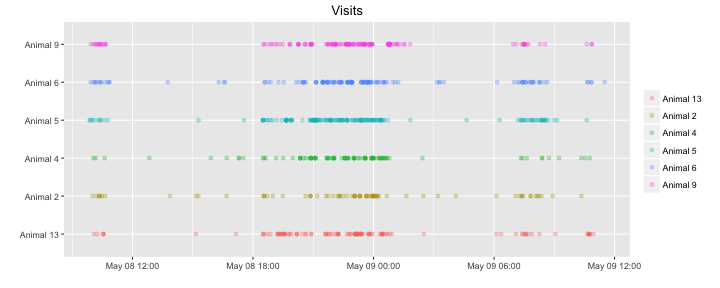 Visits
Animal 9
Animal 6
Animal 5
Animal 4
Animal 2
Animal 13
May 08 12:00
May 08 18:00
May 09 00:00
May 09 06:00
May 09 12:00
Animal 13
Animal 2
Animal 4
Animal 5
Animal 6
Animal 9